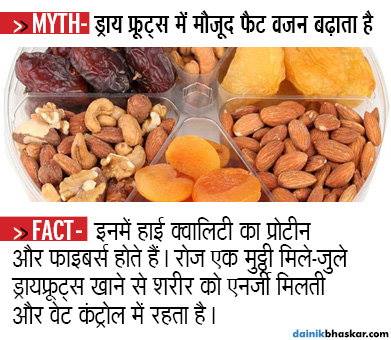 > MYTH- ड्राय फ्रूट्स में मौजूद फैट वजन बढ़ाता है
> FACT- इनमें हाई क्वालिटी का प्रोटीन
और फाइबर्स होते हैं। रोज एक मुट्ठी मिले-जुले
ड्रायफ्रूट्स खाने से शरीर को एनर्जी मिलती
और वेट कंट्रोल में रहता है।
dainikbhaskar.com